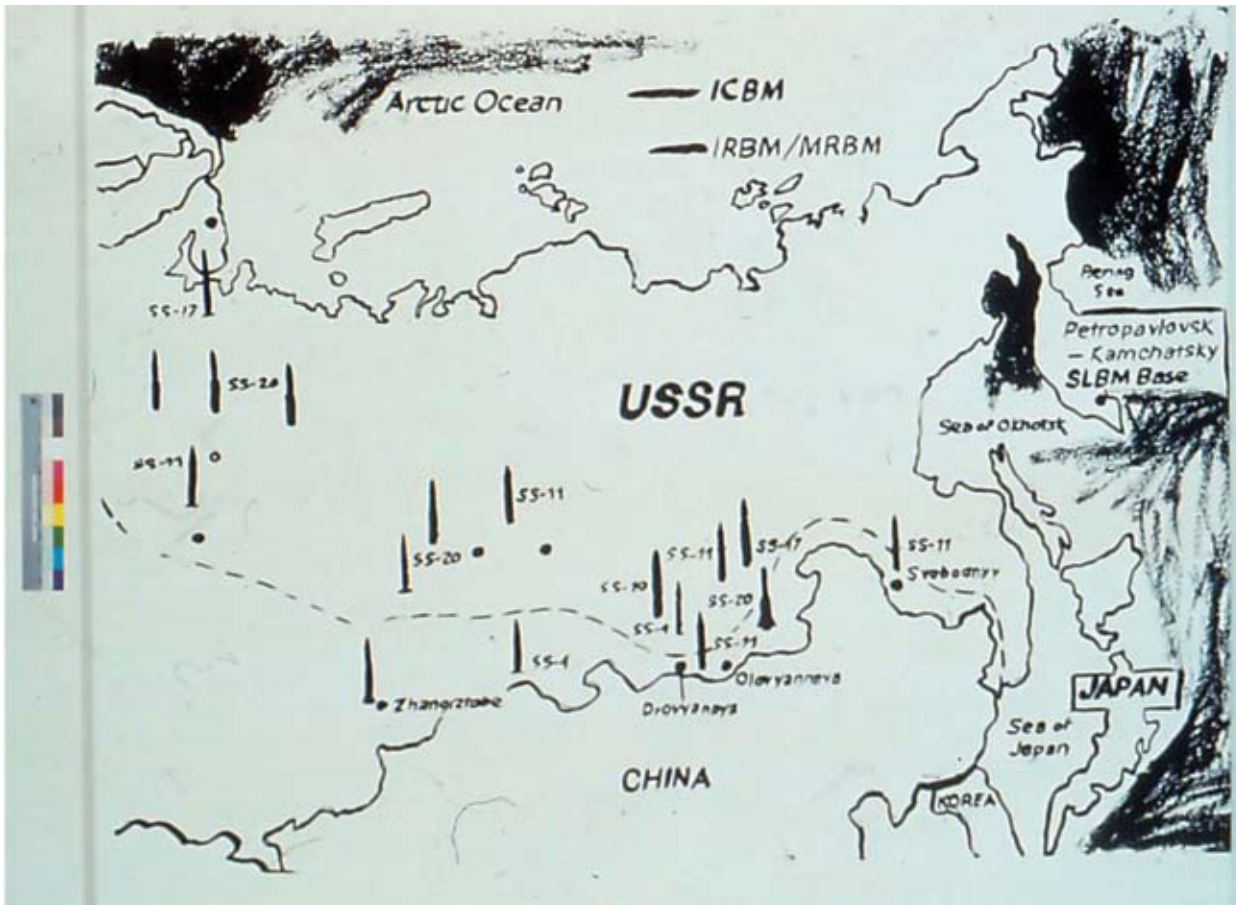 Arctic Ocean
ICBM
IRBM/MRBM
Bering
Sea
SS-17
Petropavlovsk
– Kamchatsky
SLBM Base
SS-20
USSR
Sea of Okhotsk
SS-11
SS-11
SS-20
SS-11
SS-17
SS-11
Svobodnyy
SS-20
SS-4
SS-11
SS-4
Olovyannaya
Zhangiztobe
Drovyanaya
JAPAN
Sea of
Japan
CHINA
KOREA